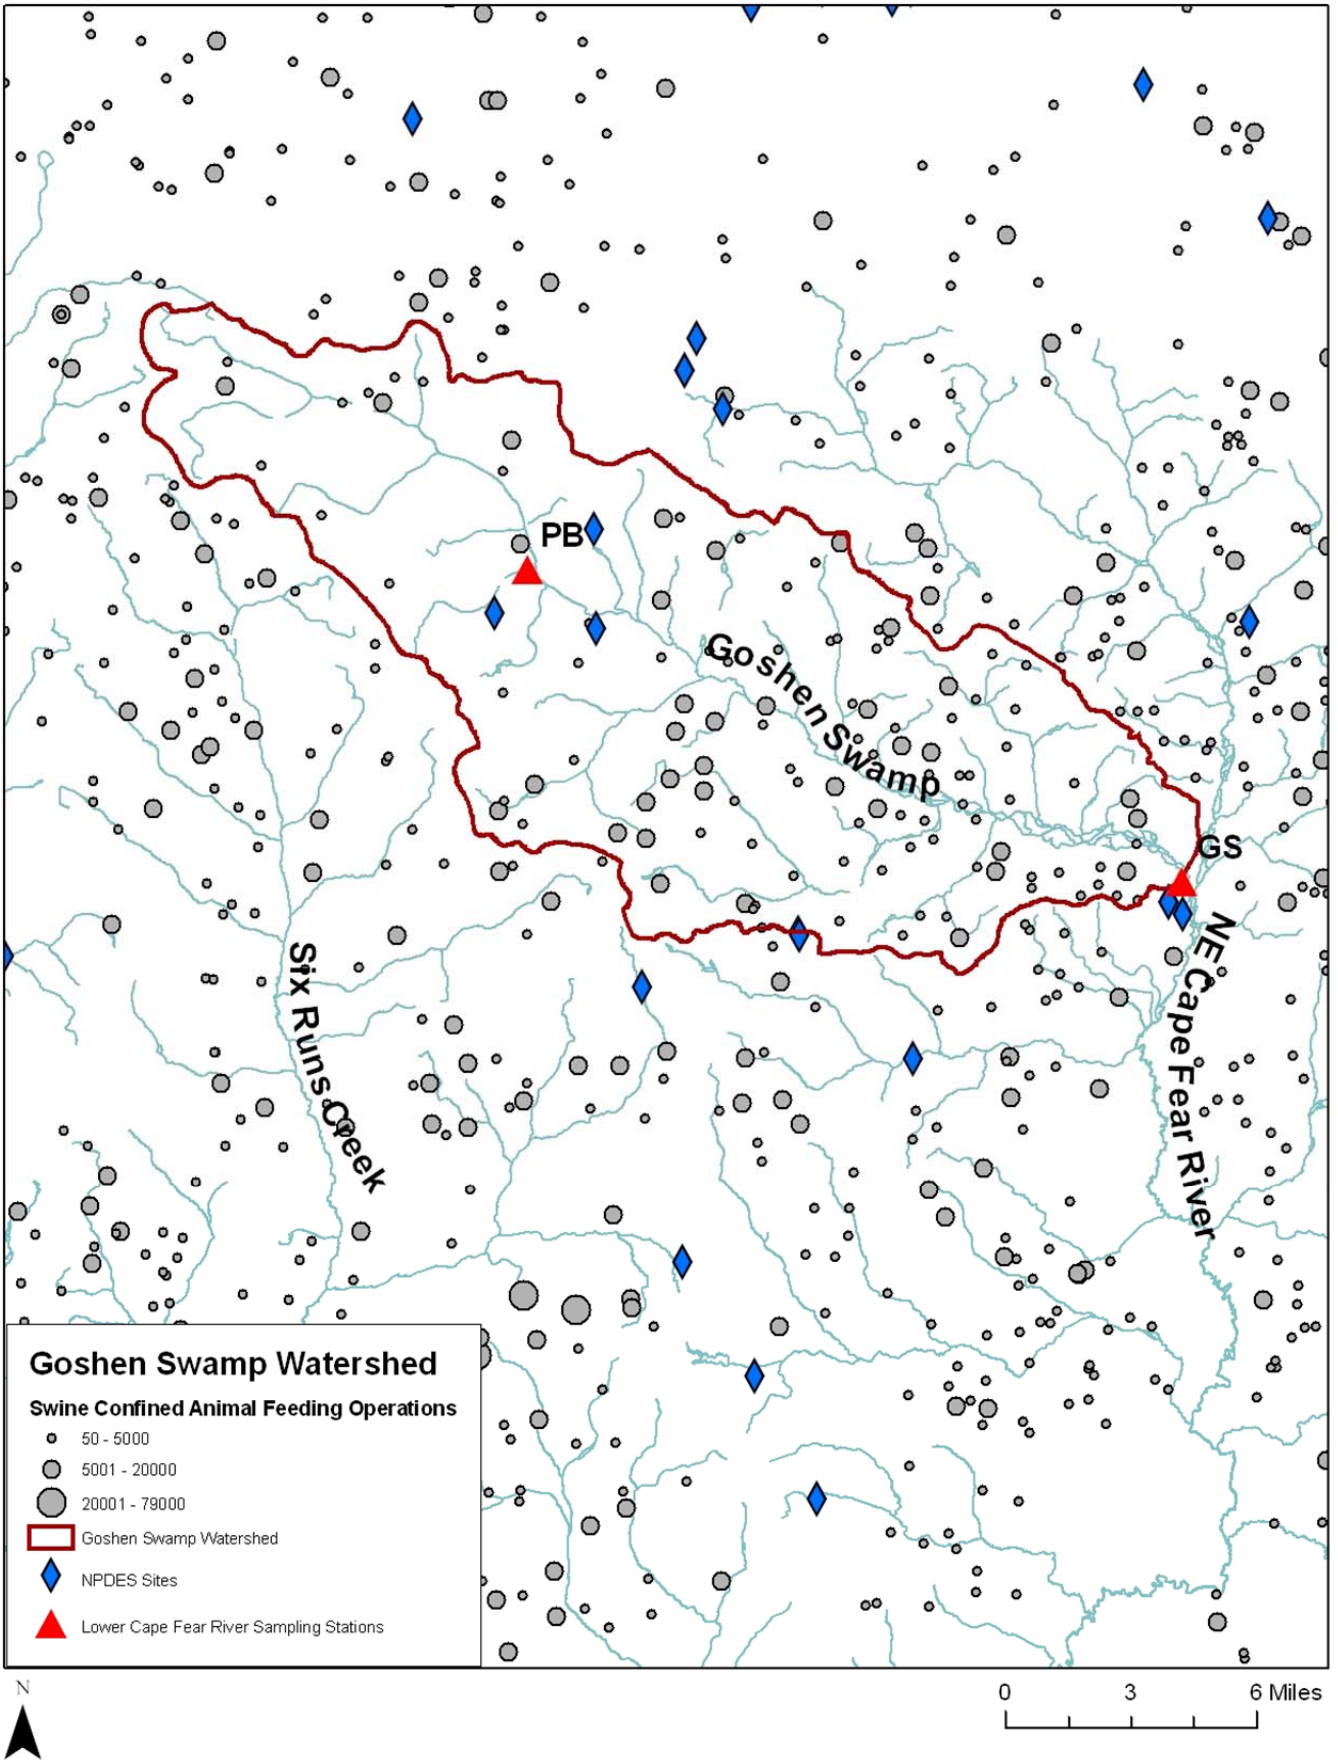 PB
Goshen Swamp
GS
NE Cape Fear River
Six Runs Creek
Goshen Swamp Watershed
Swine Confined Animal Feeding Operations
50 - 5000
5001 - 20000
20001 - 79000
Goshen Swamp Watershed
NPDES Sites
Lower Cape Fear River Sampling Stations
N
0 3 6 Miles